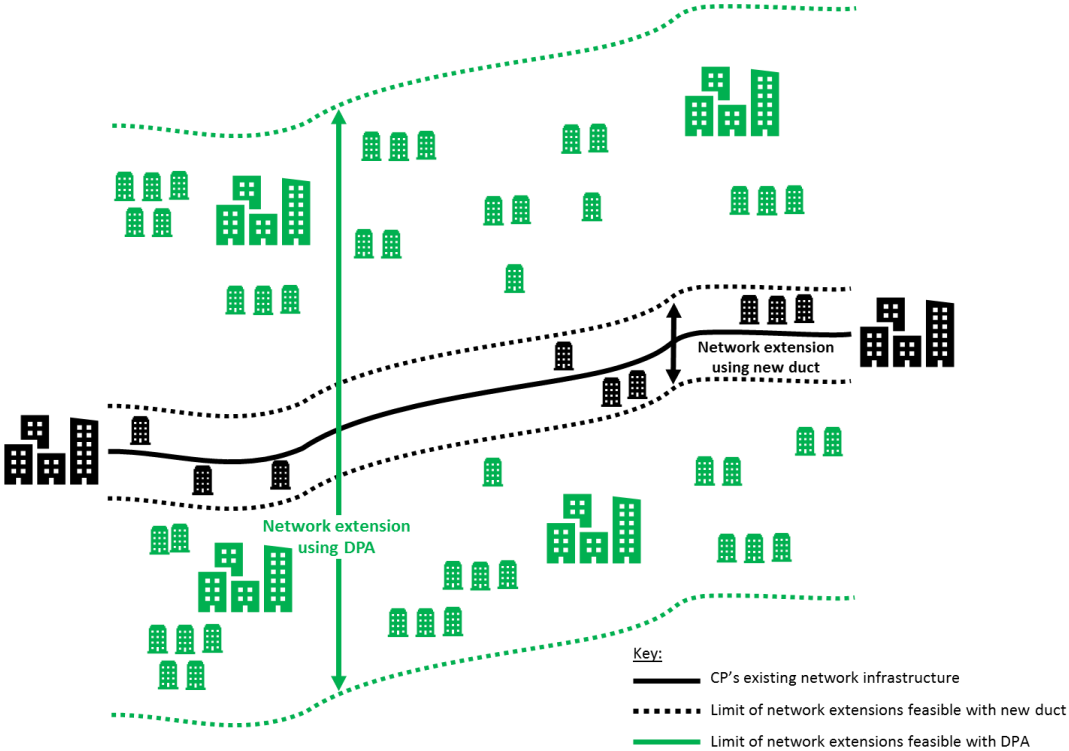 Network extension
using new duct
Network extension
using DPA
Key:
CP's existing network infrastructure
Limit of network extensions feasible with new duct
Limit of network extensions feasible with DPA